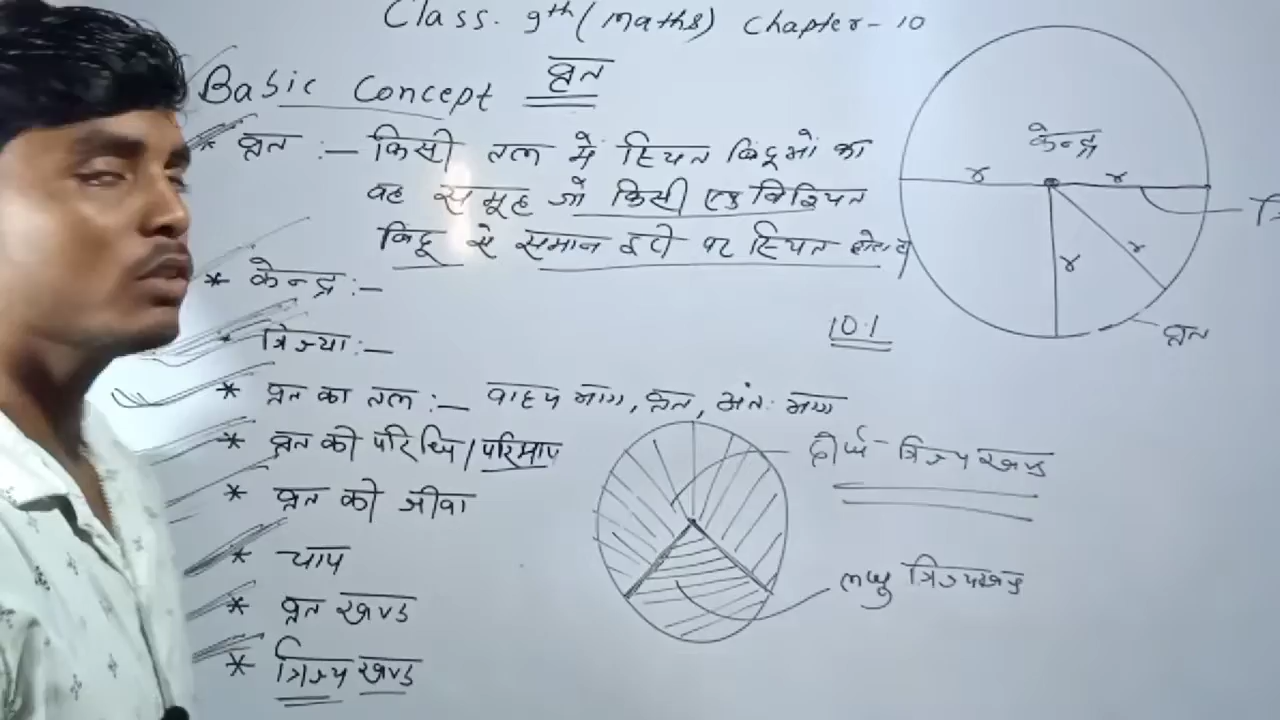 Class. 9th (maths) Chapter- 10
Basic Concept वृत्त
* वृत्त :- किसी तल में स्थित बिंदूओं का
वह समूह जो किसी एक निश्चित
बिंदू से समान दूरी पर स्थित होता है
* केन्द्र :-
* त्रिज्या :-
* वृत्त का तल :- वाह्य भाग, वृत्त, अंतः भाग
* वृत्त की परिधि / परिमाप
* वृत्त की जीवा
* चाप
* वृत्त खण्ड
* त्रिज्य खण्ड
केन्द्र
r r
r r
वृत्त
10.1
दीर्घ- त्रिज्य खण्ड
लघु त्रिज्यखण्ड